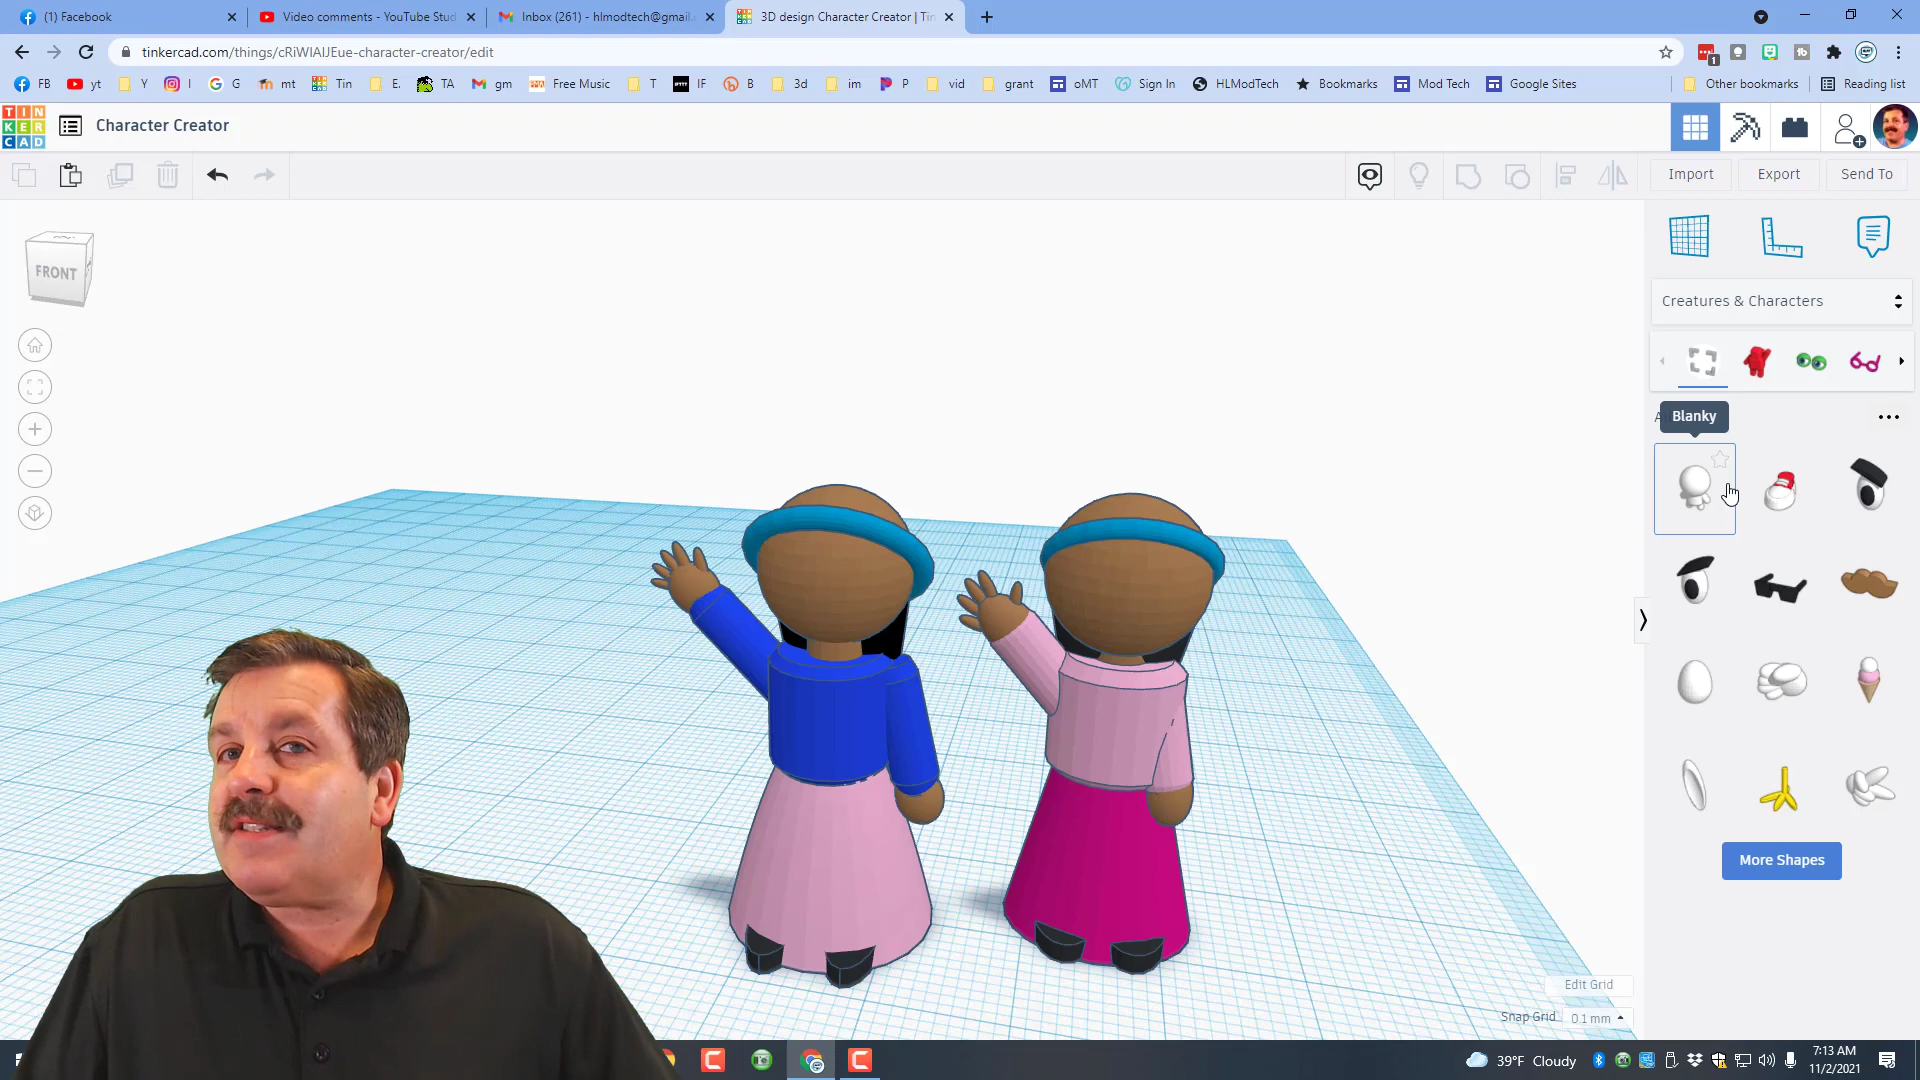 (1) Facebook
Video comments - YouTube Stud
Inbox (261) - hlmodtech@gmail.
3D design Character Creator | Tin
tinkercad.com/things/cRiWIAIJEue-character-creator/edit
1
FB yt Y I G mt Tin E. TA gm Free Music T IF B 3d im P vid grant oMT Sign In HLModTech Bookmarks Mod Tech Google Sites Other bookmarks Reading list
TIN
KER
CAD
Character Creator
Import Export Send To
FRONT
Creatures & Characters
Blanky
More Shapes
Edit Grid
Snap Grid 0.1 mm
39°F Cloudy
7:13 AM
11/2/2021